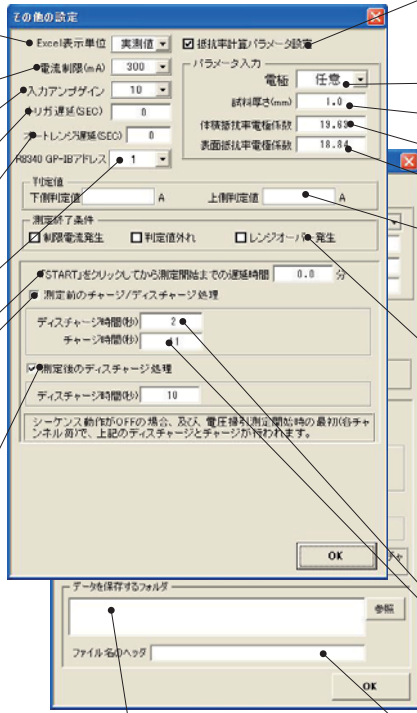 その他の設定
Excel表示単位 実測値
電流制限(mA) 300
入力アンプゲイン 10
トリガ遅延(SEC) 0
オートレンジ遅延(SEC) 0
R8340 GP-IBアドレス 1
抵抗率計算パラメータ設定
パラメータ入力
電極 任意
試料厚さ(mm) 1.0
体積抵抗率電極係数 19.63
表面抵抗率電極係数 18.84
判定値
下側判定値 A 上側判定値 A
測定終了条件
制限電流発生 判定値外れ レンジオーバー発生
「START」をクリックしてから測定開始までの遅延時間 0.0 分
測定前のチャージ/ディスチャージ処理
ディスチャージ時間(秒) 2
チャージ時間(秒)
測定後のディスチャージ処理
ディスチャージ時間(秒) 10
シーケンス動作がOFFの場合、及び、電圧掃引測定開始時の最初(各チャ
ンネル毎)で、上記のディスチャージとチャージが行われます。
OK
チャ
データを保存するフォルダ
参照
ファイル名のヘッダ
OK